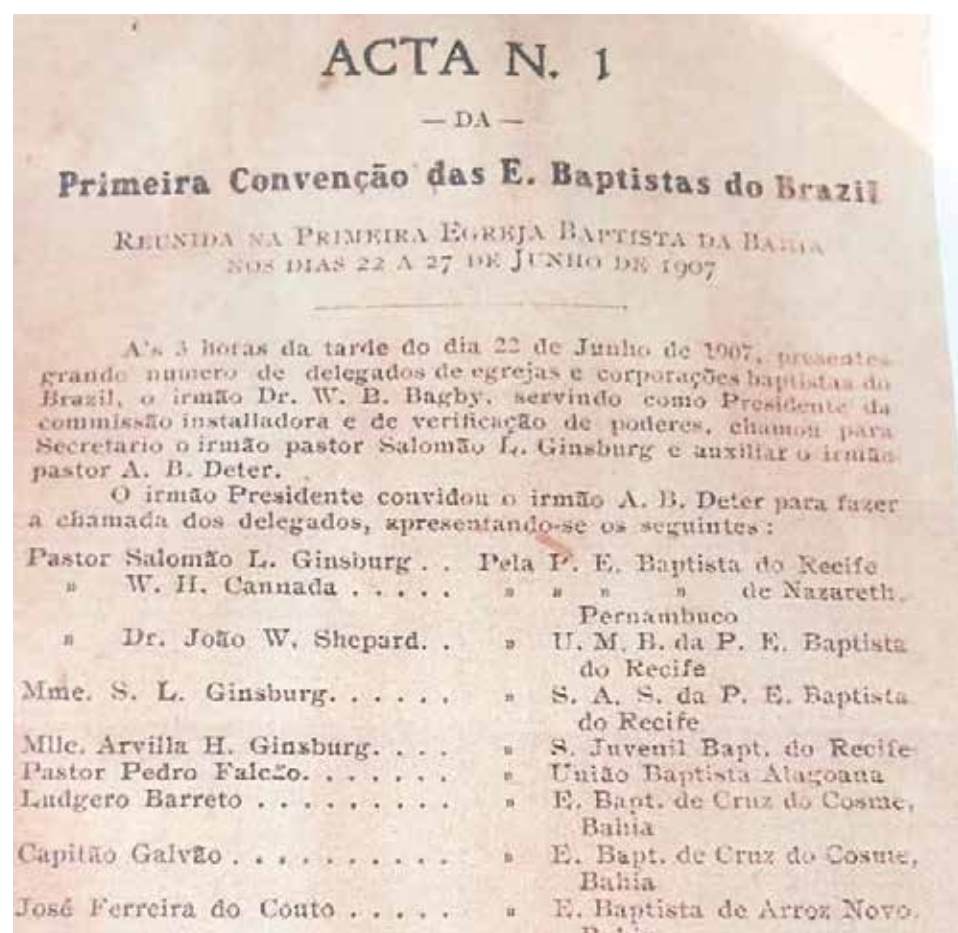 ACTA N. 1
— DA —
Primeira Convenção das E. Baptistas do Brazil
REUNIDA NA PRIMEIRA EGREJA BAPTISTA DA BAHIA
NOS DIAS 22 A 27 DE JUNHO DE 1907
A's 3 horas da tarde do dia 22 de Junho de 1907, presentes
grande numero de delegados de egrejas e corporações baptistas do
Brazil, o irmão Dr. W. B. Bagby, servindo como Presidente da
commissão installadora e de verificação de poderes, chamou para
Secretario o irmão pastor Salomão L. Ginsburg e auxiliar o irmão
pastor A. B. Deter.
O irmão Presidente convidou o irmão A. B. Deter para fazer
a chamada dos delegados, apresentando-se os seguintes:
Pastor Salomão L. Ginsburg . . Pela P. E. Baptista do Recife
» W. H. Cannada . . . . . » » » » de Nazareth,
Pernambuco
» Dr. João W. Shepard. . » U. M. B. da P. E. Baptista
do Recife
Mme. S. L. Ginsburg. . . . . . » S. A. S. da P. E. Baptista
do Recife
Mlle. Arvilla H. Ginsburg. . . . » S. Juvenil Bapt. do Recife
Pastor Pedro Falcão. . . . . . . » União Baptista Alagoana
Ludgero Barreto . . . . . . . . . » E. Bapt. de Cruz do Cosme,
Bahia
Capitão Galvão . . . . . . . . . . » E. Bapt. de Cruz do Cosme,
Bahia
José Ferreira do Couto . . . . . » E. Baptista de Arroz Novo,